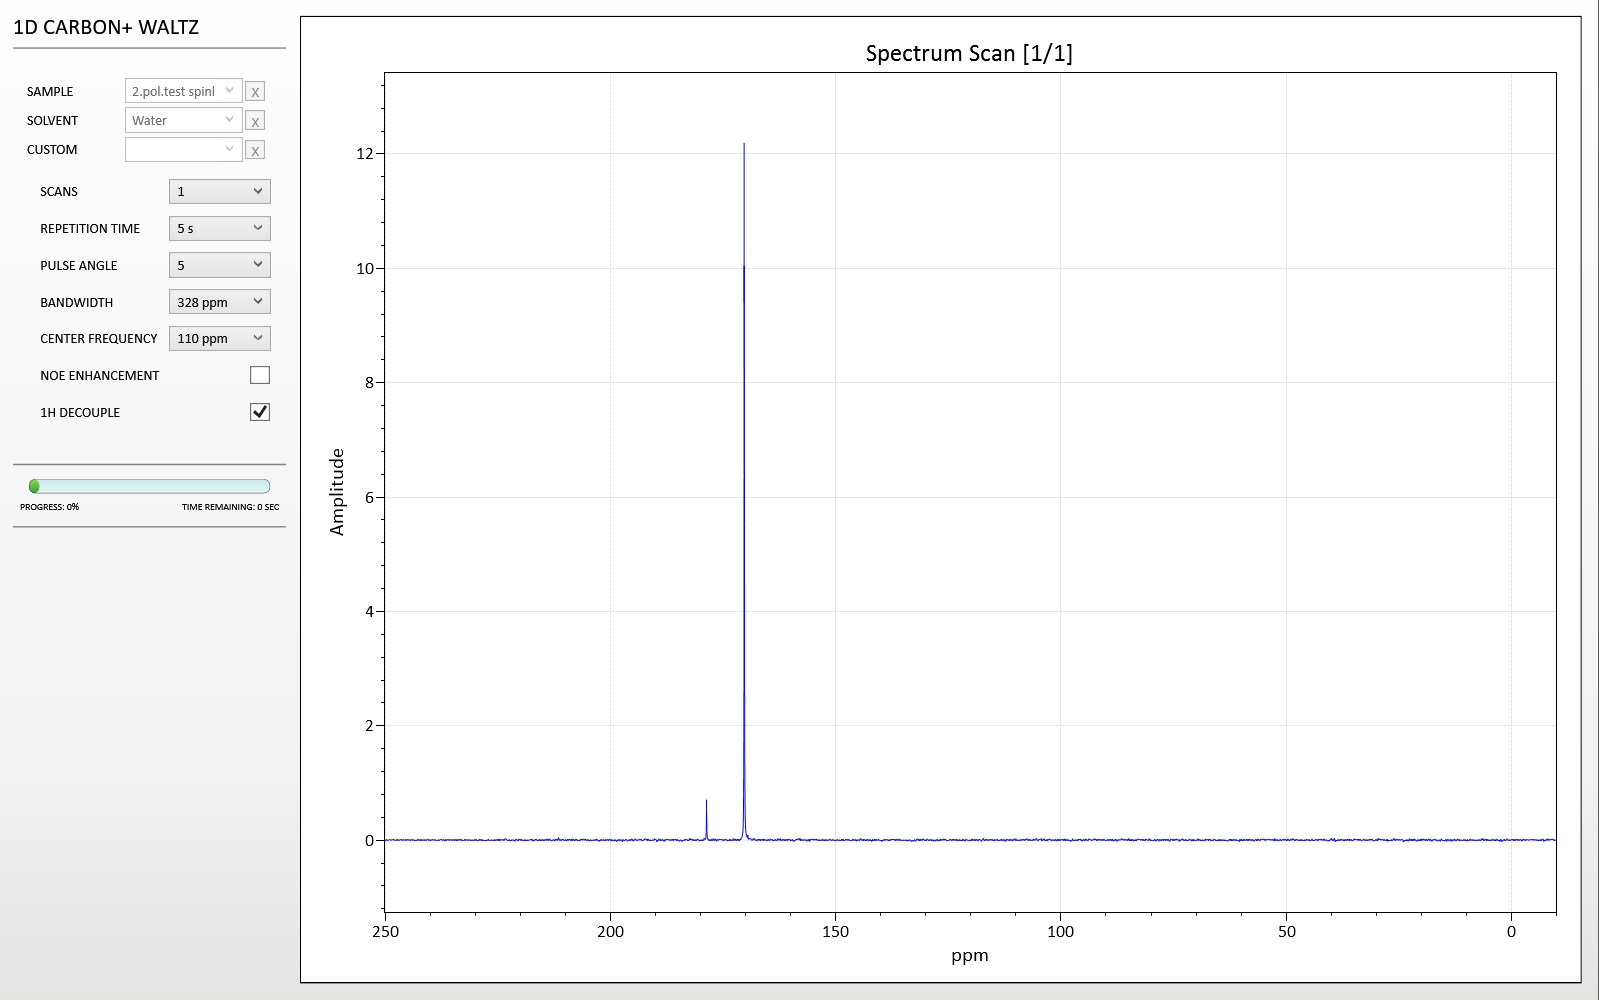 1D CARBON+ WALTZ
SAMPLE 2.pol.test spinl X
SOLVENT Water X
CUSTOM X
SCANS 1
REPETITION TIME 5 s
PULSE ANGLE 5
BANDWIDTH 328 ppm
CENTER FREQUENCY 110 ppm
NOE ENHANCEMENT
1H DECOUPLE
PROGRESS: 0% TIME REMAINING: 0 SEC
Spectrum Scan [1/1]
Amplitude
12
10
8
6
4
2
0
250 200 150 100 50 0
ppm